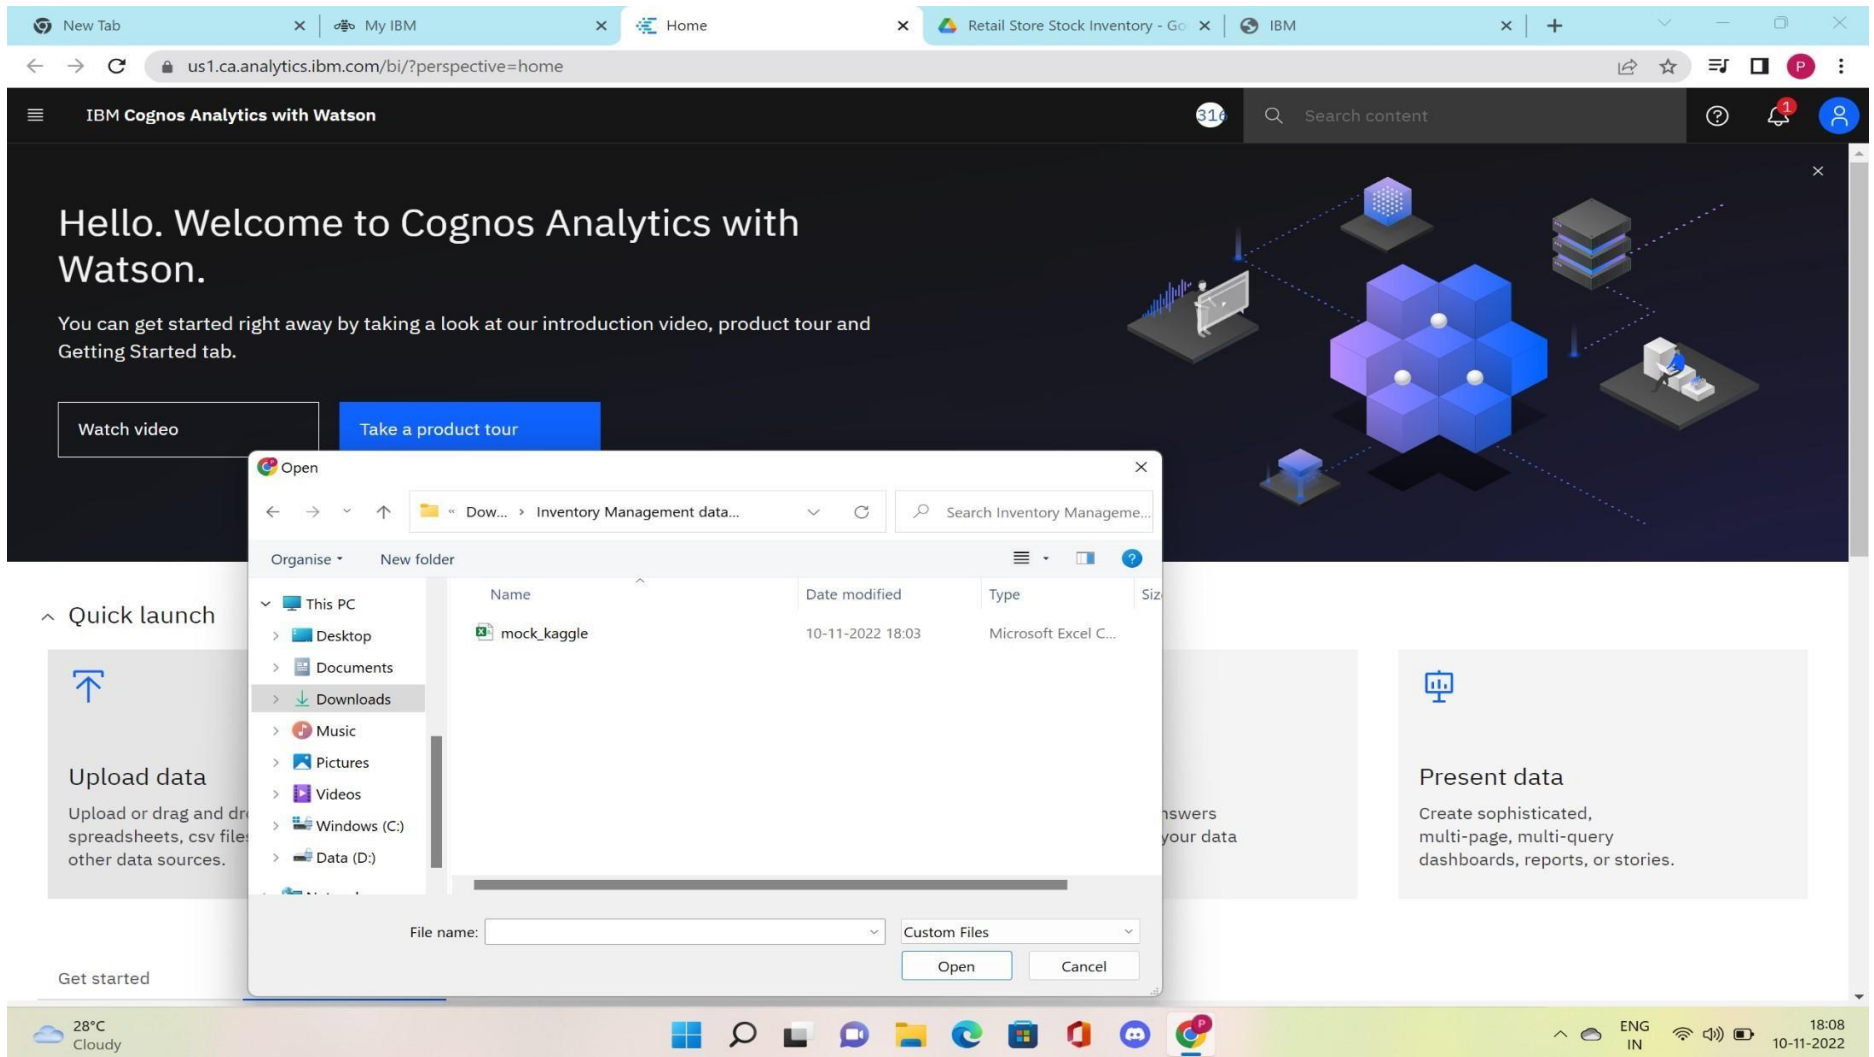 New Tab
My IBM
Home
Retail Store Stock Inventory - Go
IBM
us1.ca.analytics.ibm.com/bi/?perspective=home
P
IBM Cognos Analytics with Watson
316
Search content
1
Hello. Welcome to Cognos Analytics with
Watson.
You can get started right away by taking a look at our introduction video, product tour and
Getting Started tab.
Watch video
Take a product tour
Open
« Dow... › Inventory Management data...
Search Inventory Manageme...
Organise
New folder
Name
Date modified
Type
Siz
This PC
Desktop
Documents
Downloads
Music
Pictures
Videos
Windows (C:)
Data (D:)
mock_kaggle
10-11-2022 18:03
Microsoft Excel C...
File name:
Custom Files
Open
Cancel
Quick launch
Upload data
Upload or drag and dr
spreadsheets, csv file
other data sources.
nswers
your data
Present data
Create sophisticated,
multi-page, multi-query
dashboards, reports, or stories.
Get started
28°C
Cloudy
ENG
IN
18:08
10-11-2022